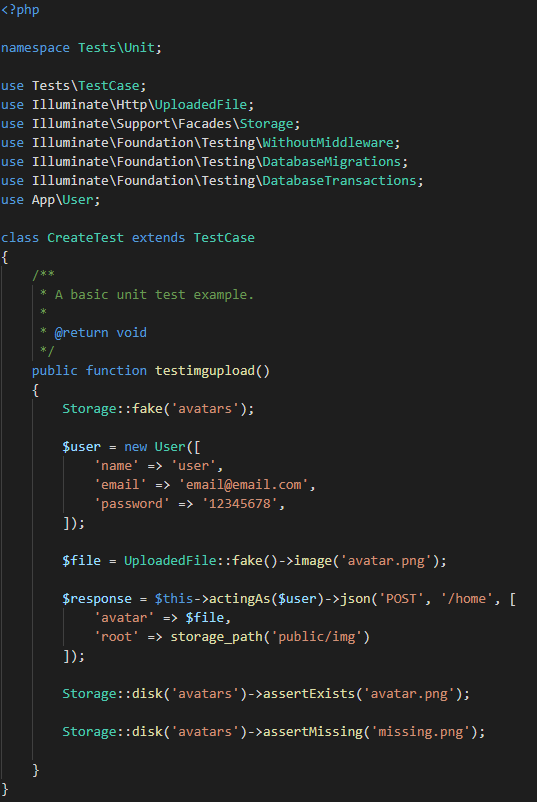 <?php
namespace Tests\Unit;
use Tests\TestCase;
use Illuminate\Http\UploadedFile;
use Illuminate\Support\Facades\Storage;
use Illuminate\Foundation\Testing\WithoutMiddleware;
use Illuminate\Foundation\Testing\DatabaseMigrations;
use Illuminate\Foundation\Testing\DatabaseTransactions;
use App\User;
class CreateTest extends TestCase
{
    /**
     * A basic unit test example.
     *
     * @return void
     */
    public function testimgupload()
    {
        Storage::fake('avatars');
        $user = new User([
            'name' => 'user',
            'email' => 'email@email.com',
            'password' => '12345678',
        ]);
        $file = UploadedFile::fake()->image('avatar.png');
        $response = $this->actingAs($user)->json('POST', '/home', [
            'avatar' => $file,
            'root' => storage_path('public/img')
        ]);
        Storage::disk('avatars')->assertExists('avatar.png');
        Storage::disk('avatars')->assertMissing('missing.png');
    }
}